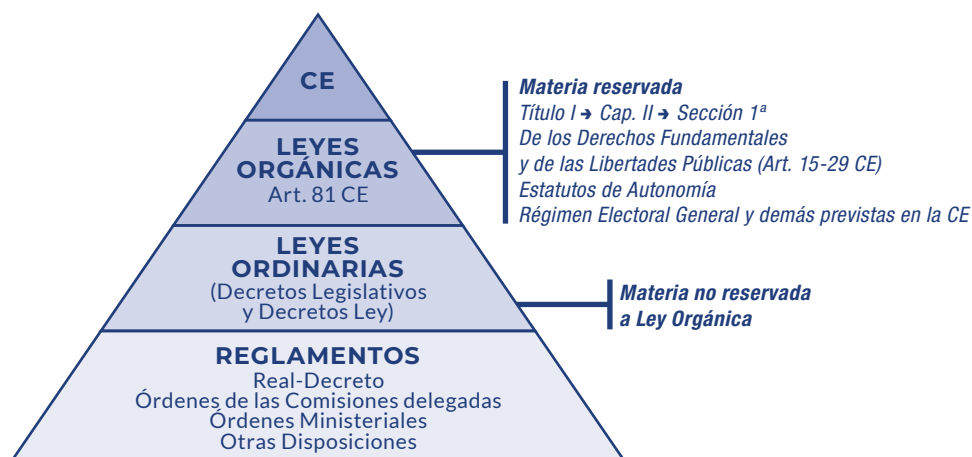 CE
LEYES
ORGÁNICAS
Art. 81 CE
Materia reservada
Título I → Cap. II → Sección 1ª
De los Derechos Fundamentales
y de las Libertades Públicas (Art. 15-29 CE)
Estatutos de Autonomía
Régimen Electoral General y demás previstas en la CE
LEYES
ORDINARIAS
(Decretos Legislativos
y Decretos Ley)
Materia no reservada
a Ley Orgánica
REGLAMENTOS
Real-Decreto
Órdenes de las Comisiones delegadas
Órdenes Ministeriales
Otras Disposiciones